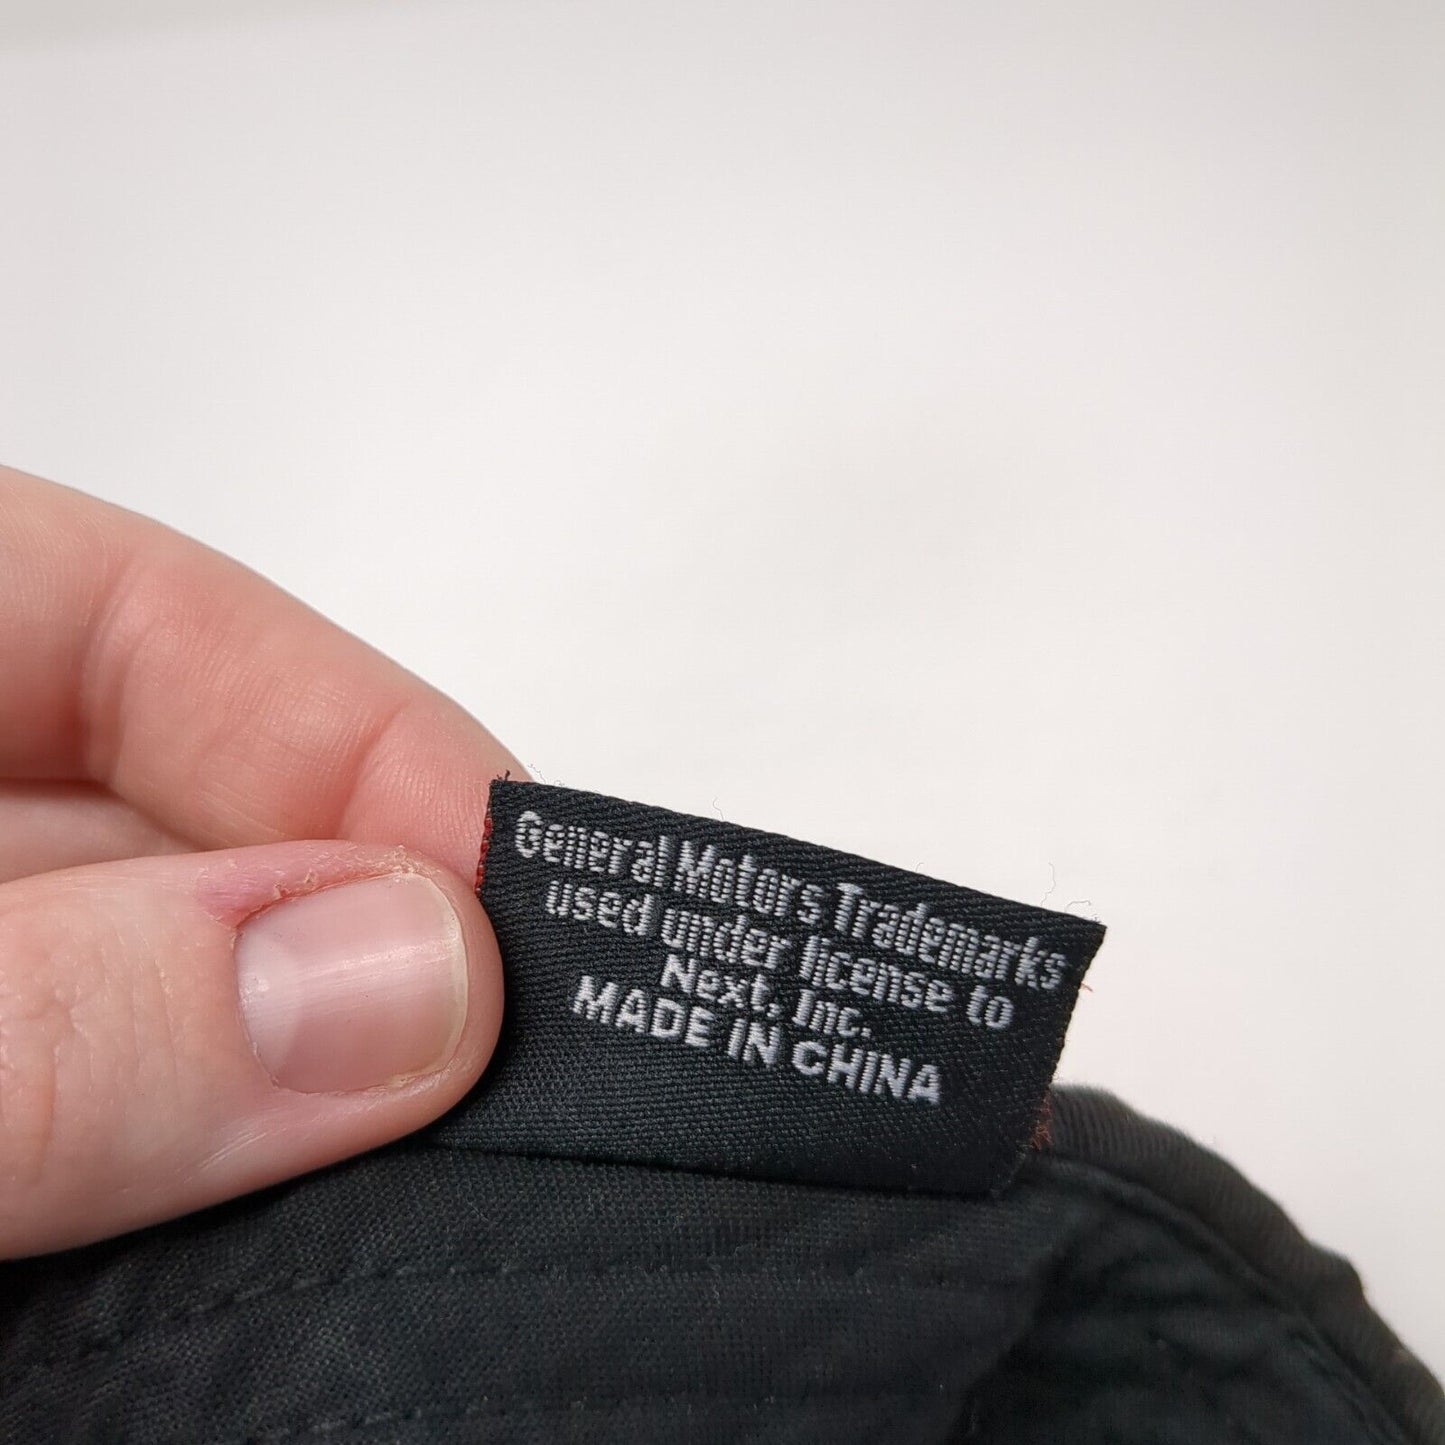 General Motors Trademarks
used under license to
Next, Inc.
MADE IN CHINA